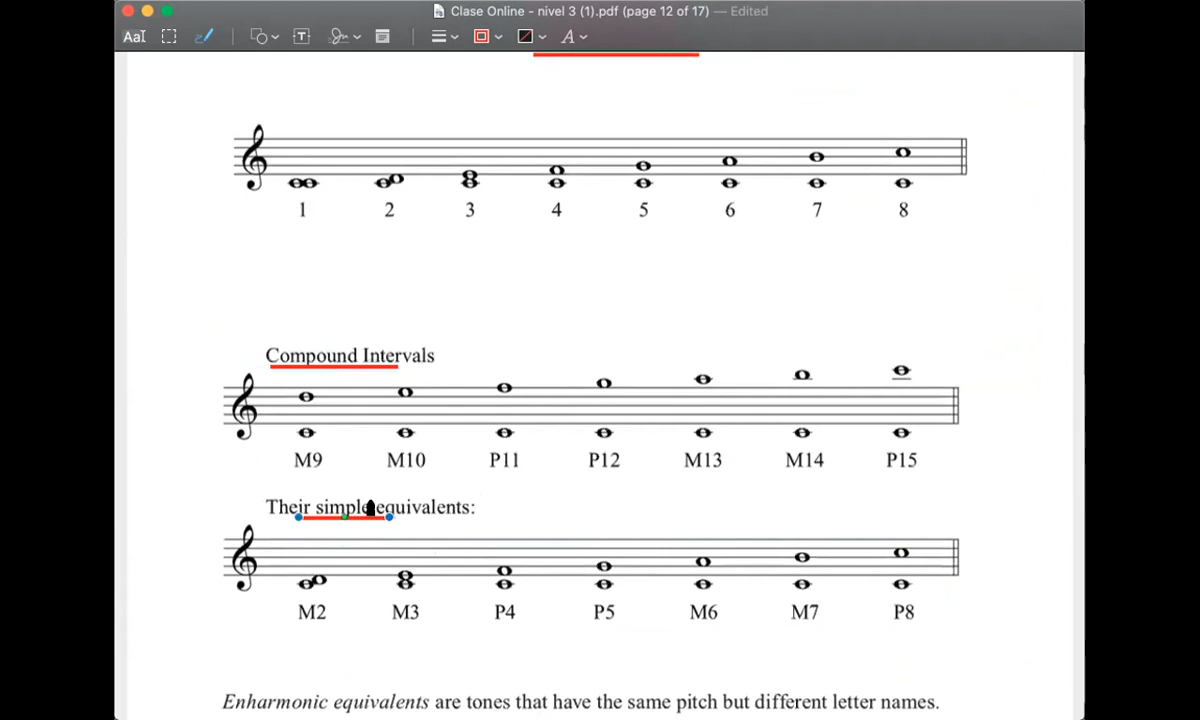 Clase Online - nivel 3 (1).pdf (page 12 of 17) — Edited
AaI T A
1 2 3 4 5 6 7 8
Compound Intervals
M9 M10 P11 P12 M13 M14 P15
Their simple equivalents:
M2 M3 P4 P5 M6 M7 P8
Enharmonic equivalents are tones that have the same pitch but different letter names.